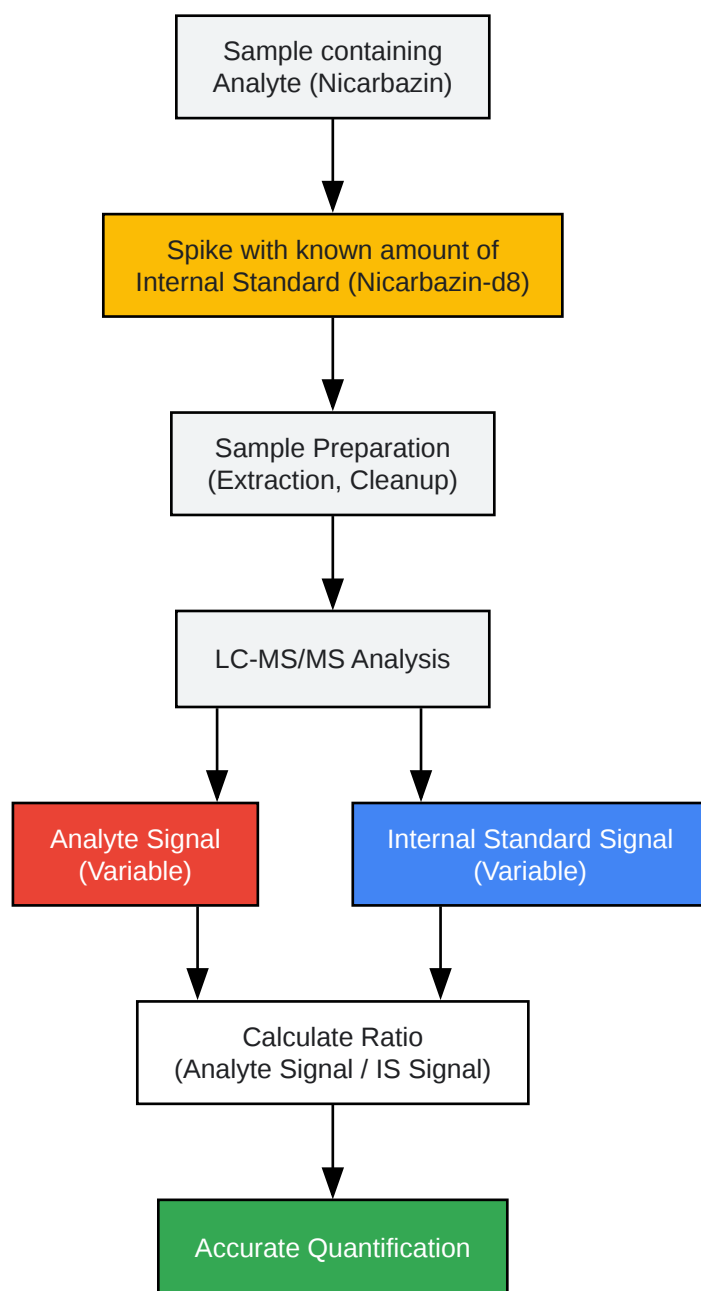 Sample containing
Analyte (Nicarbazin)
Spike with known amount of
Internal Standard (Nicarbazin-d8)
Sample Preparation
(Extraction, Cleanup)
LC-MS/MS Analysis
Analyte Signal
(Variable)
Internal Standard Signal
(Variable)
Calculate Ratio
(Analyte Signal / IS Signal)
Accurate Quantification